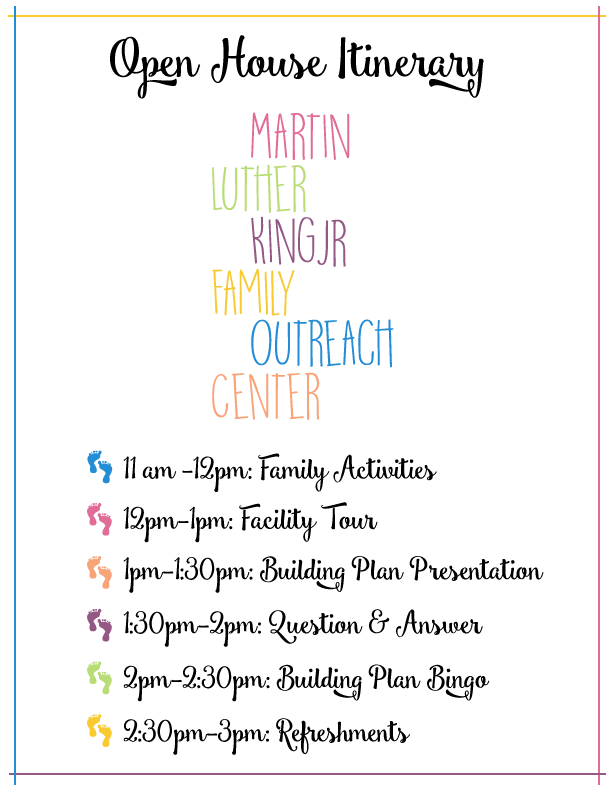 Open House Itinerary
MARTIN
LUTHER
KING JR
FAMILY
OUTREACH
CENTER
11 am -12pm: Family Activities
12pm-1pm: Facility Tour
1pm-1:30pm: Building Plan Presentation
1:30pm-2pm: Question & Answer
2pm-2:30pm: Building Plan Bingo
2:30pm-3pm: Refreshments